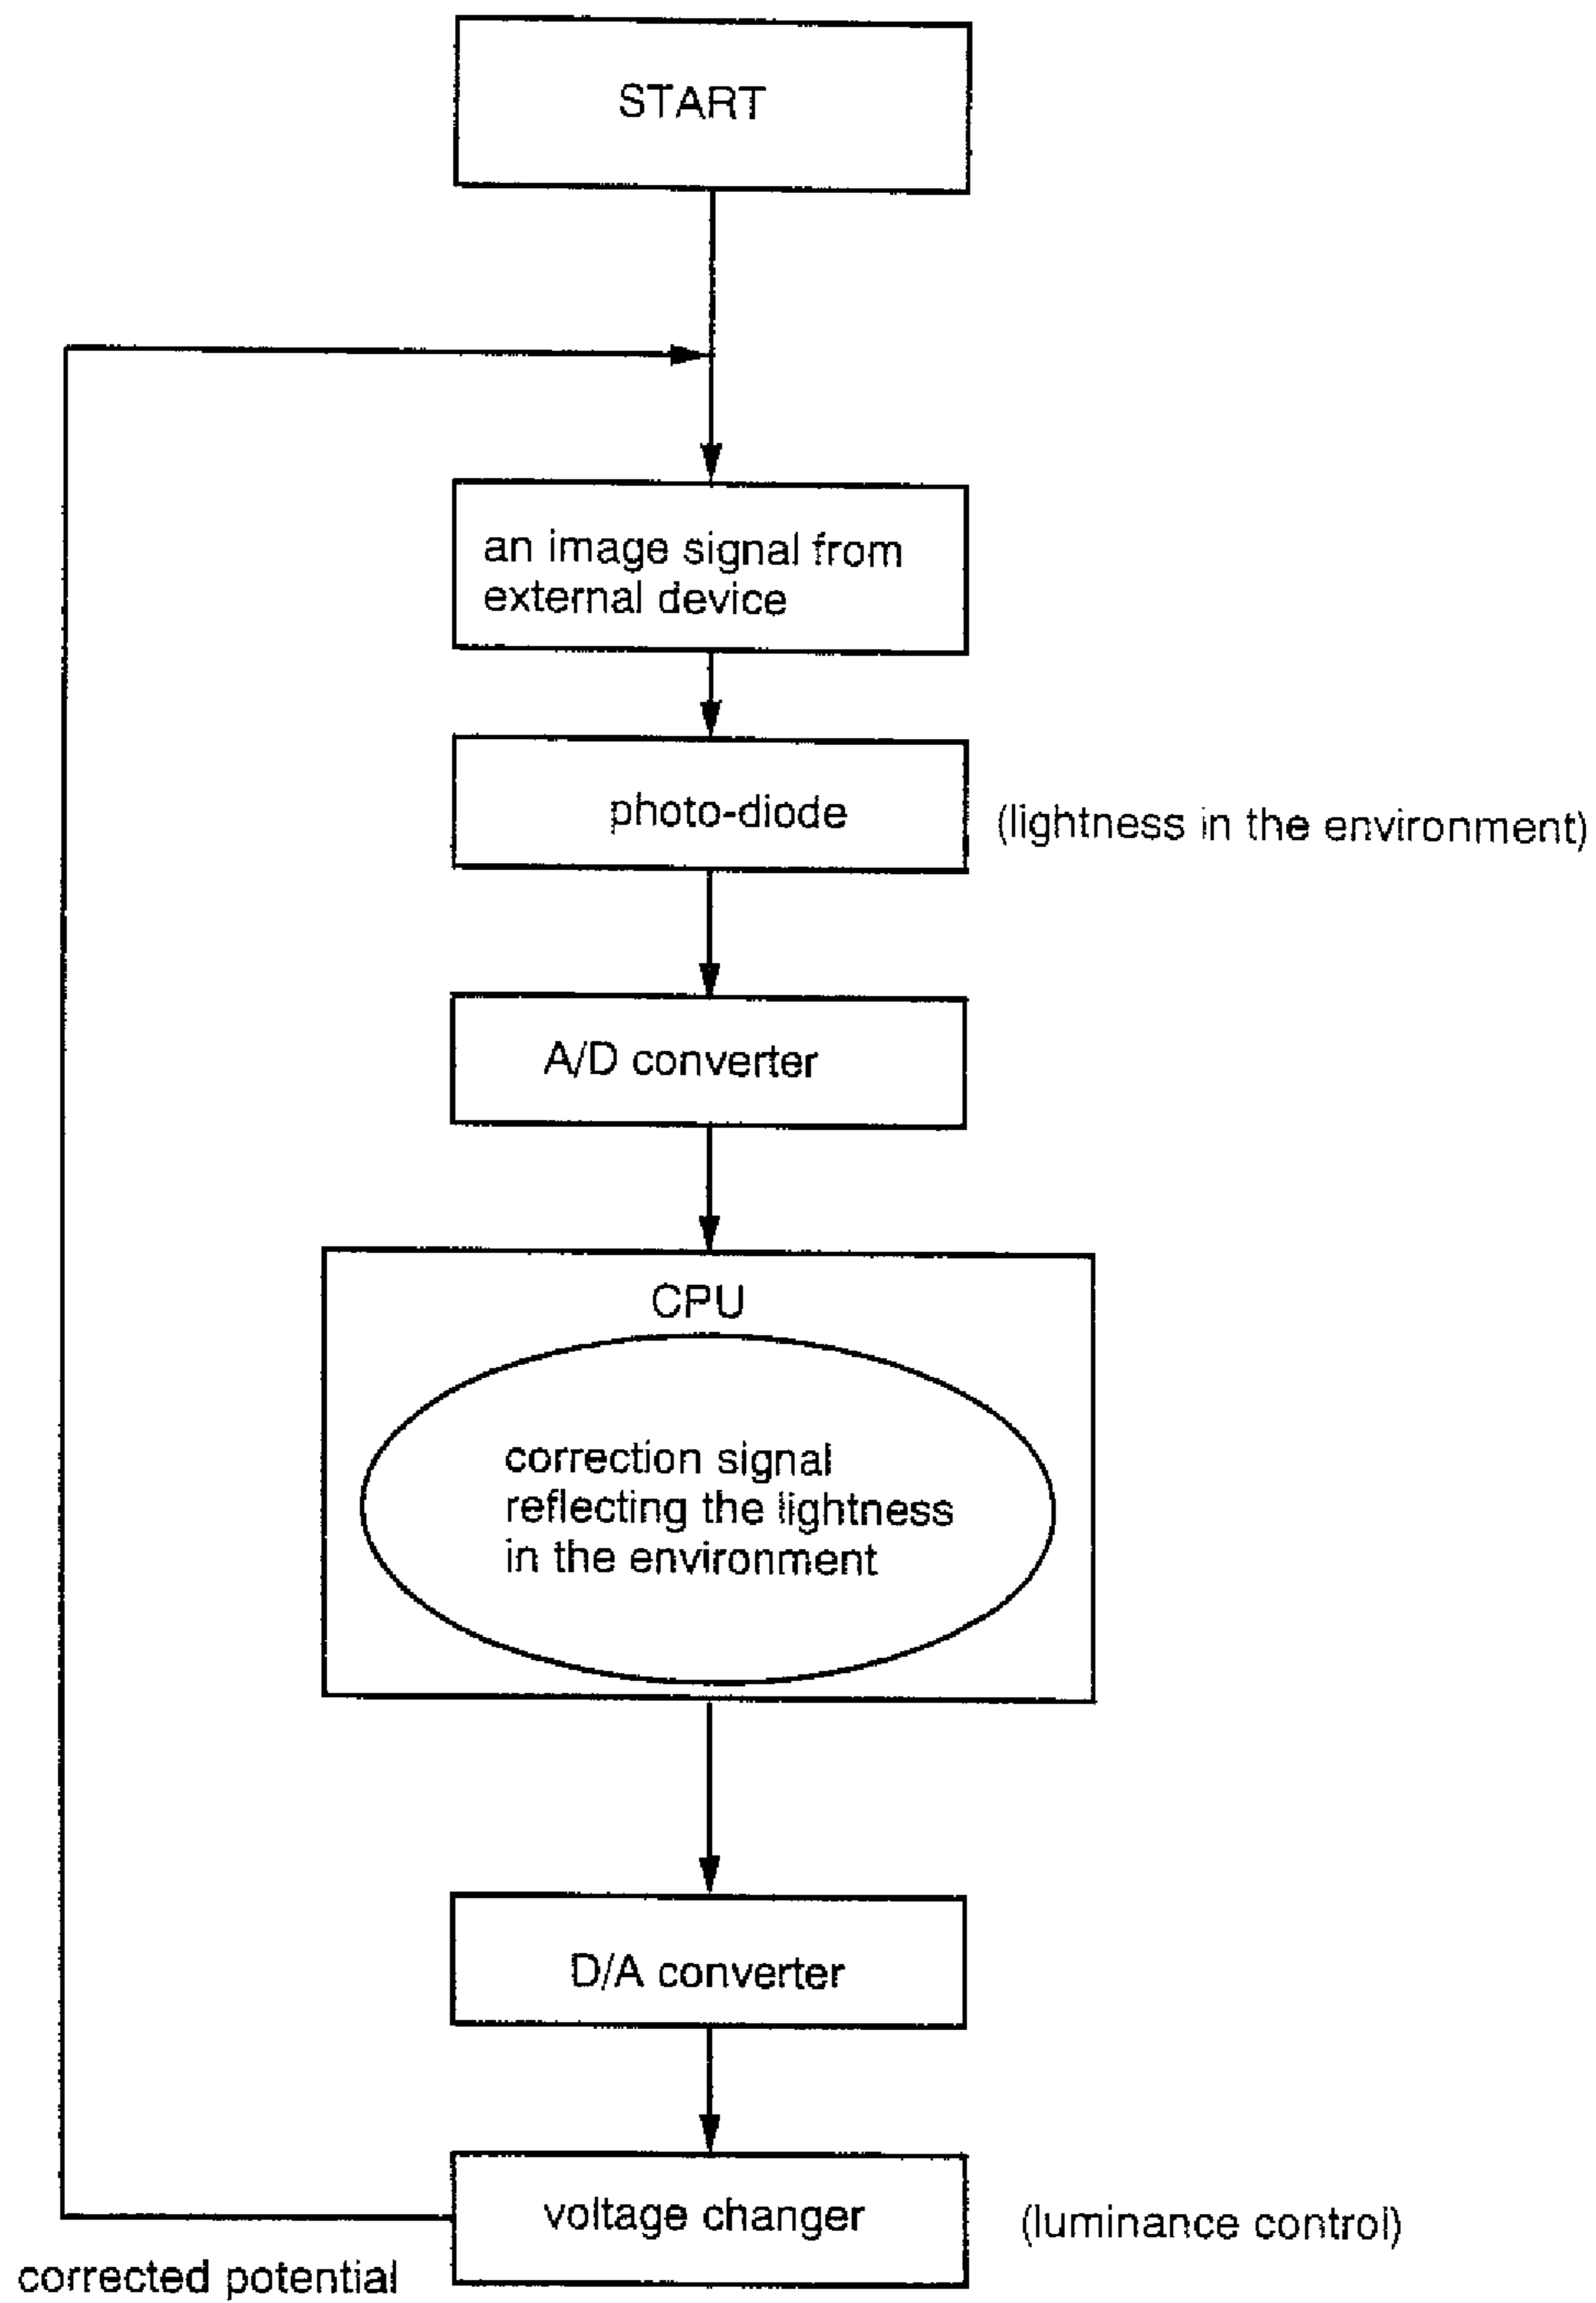 START
an image signal from
external device
photo-diode
(lightness in the environment)
A/D converter
CPU
correction signal
reflecting the lightness
in the environment
D/A converter
voltage changer
(luminance control)
corrected potential